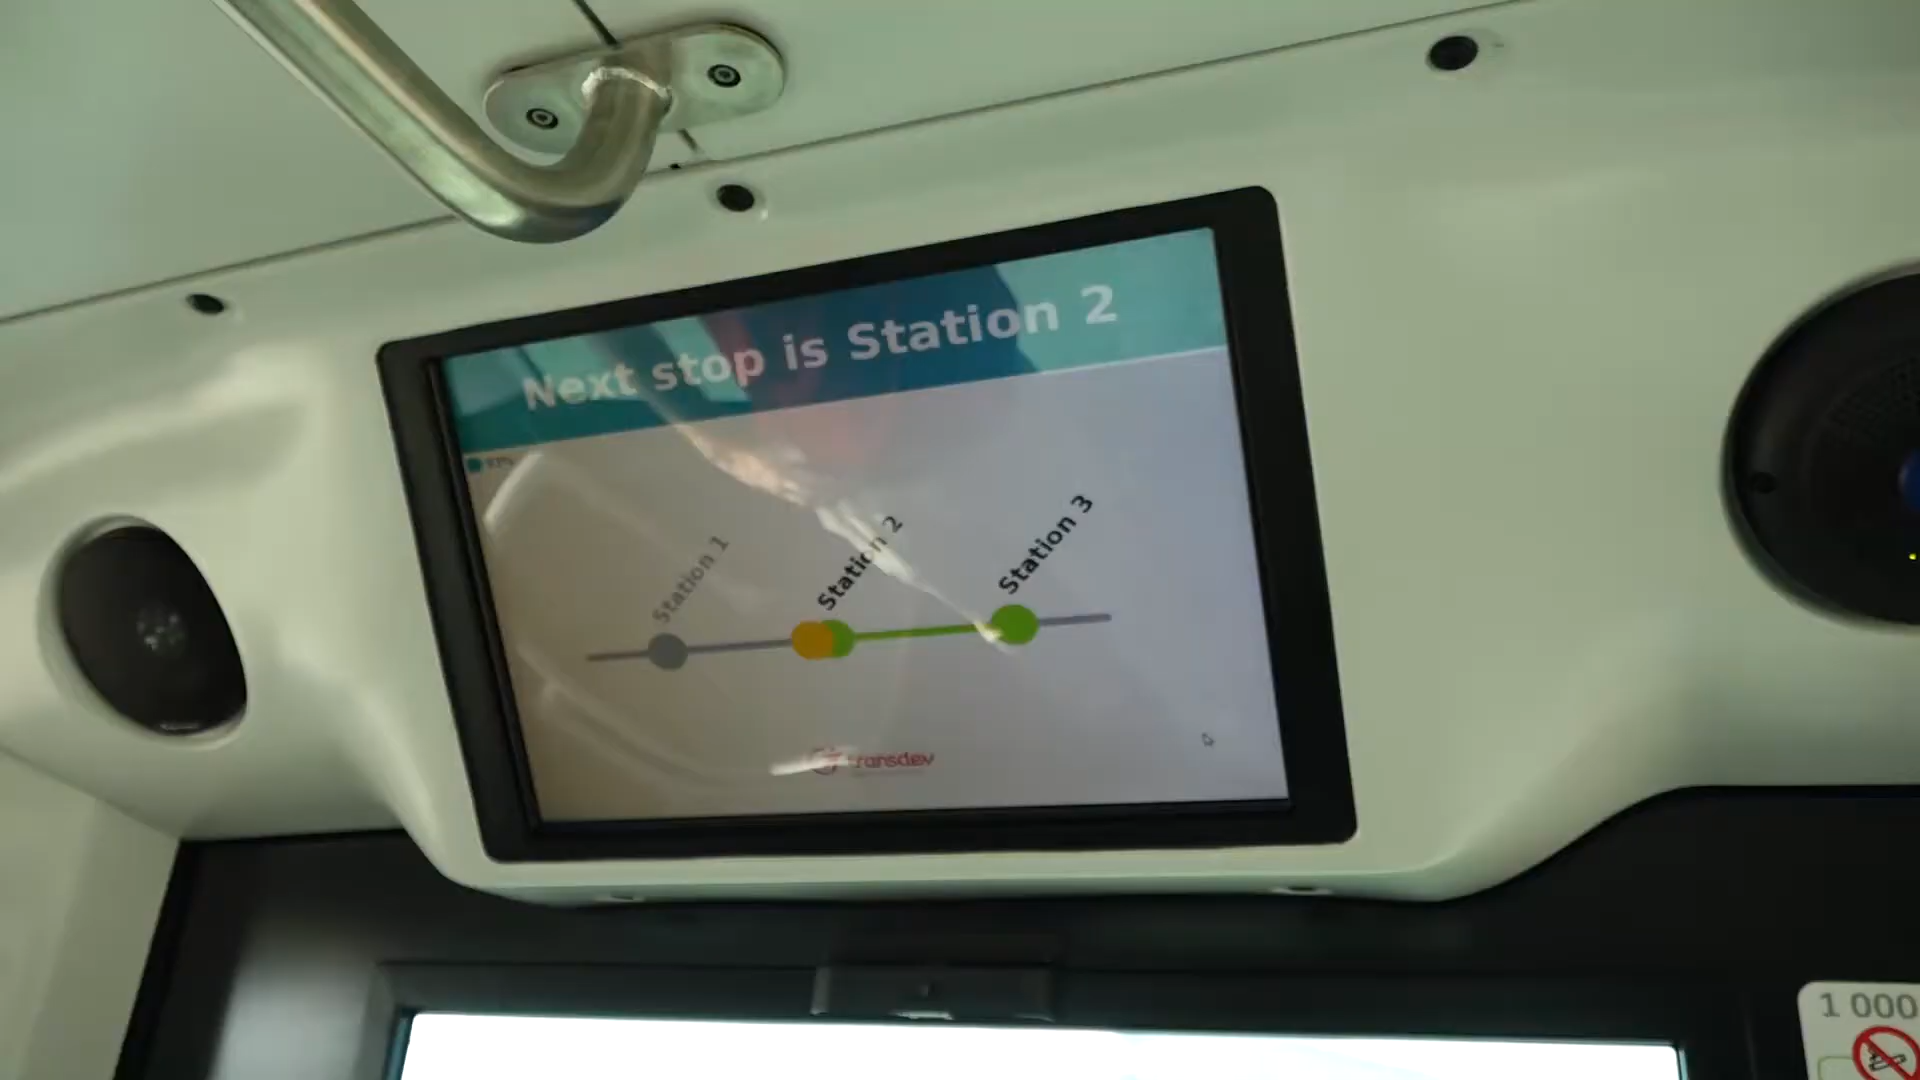 Next stop is Station 2
Station 1
Station 2
Station 3
transdev
1 000